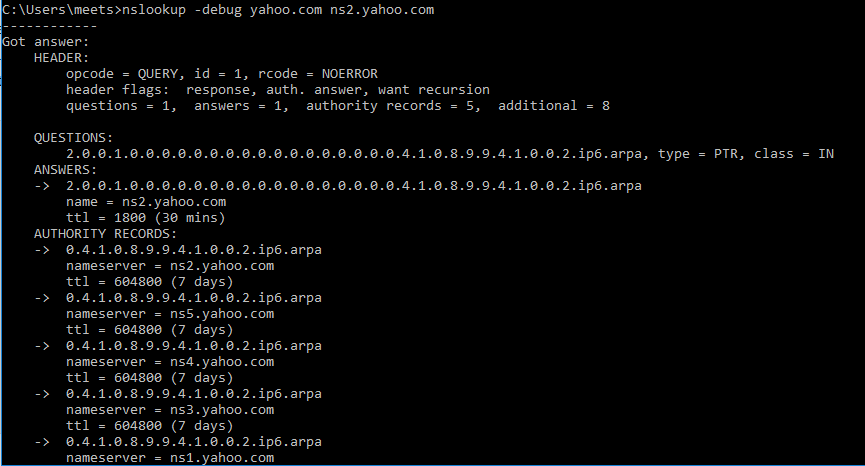 C:\Users\meets>nslookup -debug yahoo.com ns2.yahoo.com
------------
Got answer:
    HEADER:
        opcode = QUERY, id = 1, rcode = NOERROR
        header flags:  response, auth. answer, want recursion
        questions = 1,  answers = 1,  authority records = 5,  additional = 8

    QUESTIONS:
        2.0.0.1.0.0.0.0.0.0.0.0.0.0.0.0.0.0.0.0.0.4.1.0.8.9.9.4.1.0.0.2.ip6.arpa, type = PTR, class = IN
    ANSWERS:
    ->  2.0.0.1.0.0.0.0.0.0.0.0.0.0.0.0.0.0.0.0.0.4.1.0.8.9.9.4.1.0.0.2.ip6.arpa
        name = ns2.yahoo.com
        ttl = 1800 (30 mins)
    AUTHORITY RECORDS:
    ->  0.4.1.0.8.9.9.4.1.0.0.2.ip6.arpa
        nameserver = ns2.yahoo.com
        ttl = 604800 (7 days)
    ->  0.4.1.0.8.9.9.4.1.0.0.2.ip6.arpa
        nameserver = ns5.yahoo.com
        ttl = 604800 (7 days)
    ->  0.4.1.0.8.9.9.4.1.0.0.2.ip6.arpa
        nameserver = ns4.yahoo.com
        ttl = 604800 (7 days)
    ->  0.4.1.0.8.9.9.4.1.0.0.2.ip6.arpa
        nameserver = ns3.yahoo.com
        ttl = 604800 (7 days)
    ->  0.4.1.0.8.9.9.4.1.0.0.2.ip6.arpa
        nameserver = ns1.yahoo.com